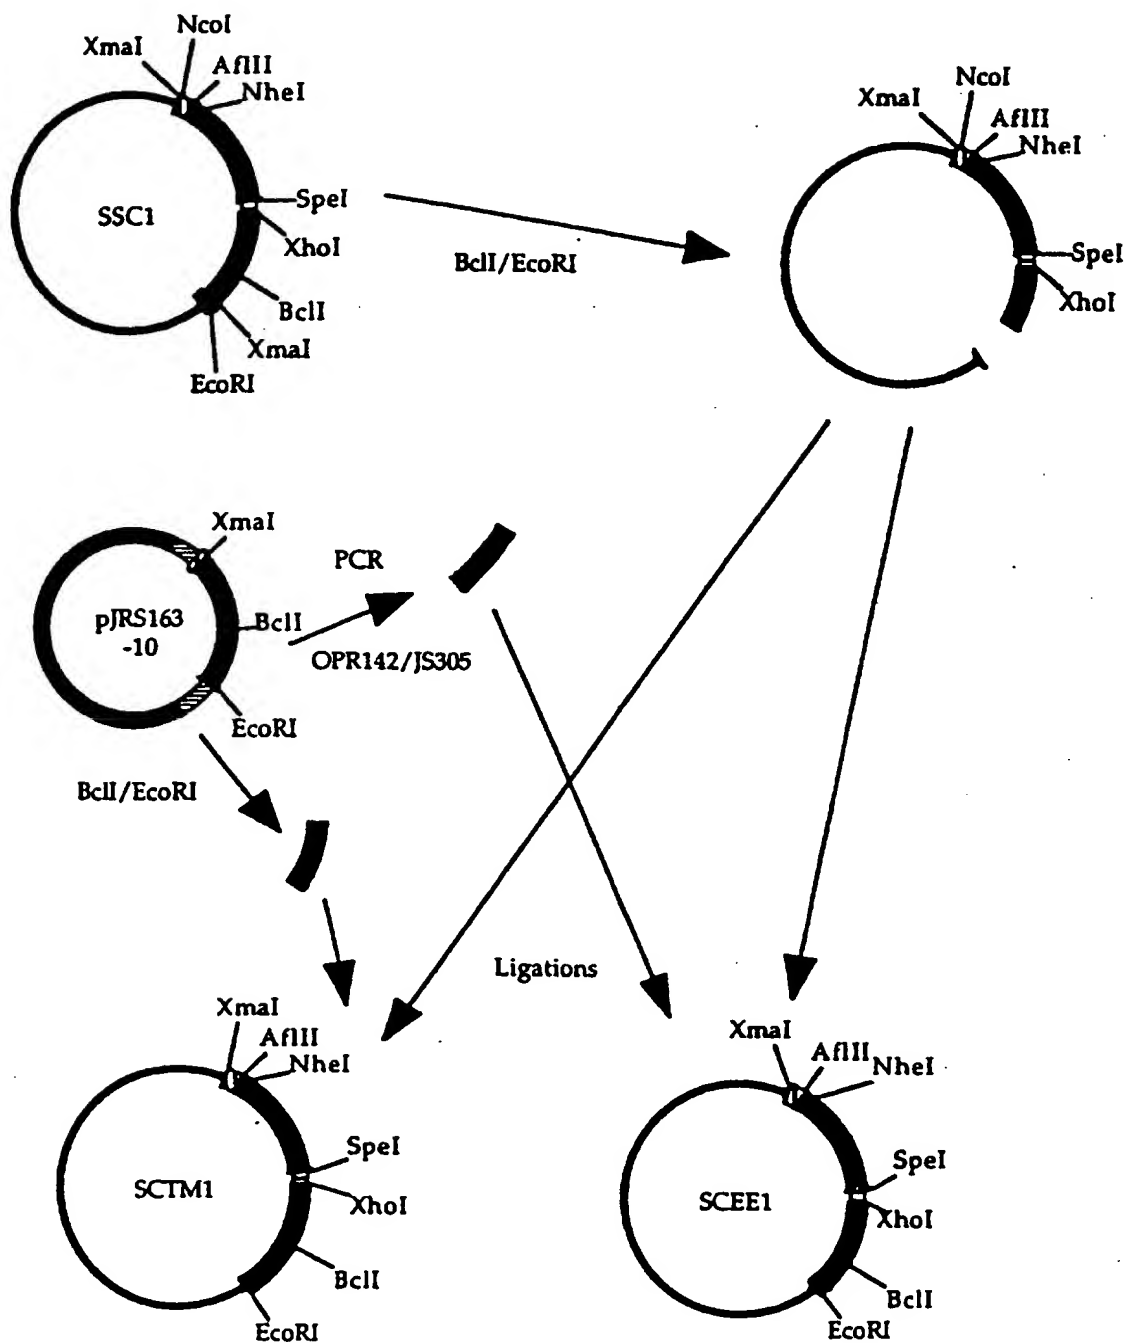 NcoI
XmaI
AflII
NheI
SSC1
SpeI
XhoI
BclI
XmaI
EcoRI
BclI/EcoRI
NcoI
XmaI
AflII
NheI
SpeI
XhoI
XmaI
pJRS163
-10
BclI
EcoRI
PCR
OPR142/JS305
BclI/EcoRI
Ligations
XmaI
AflII
NheI
SCTM1
SpeI
XhoI
BclI
EcoRI
XmaI
AflII
NheI
SCEE1
SpeI
XhoI
BclI
EcoRI